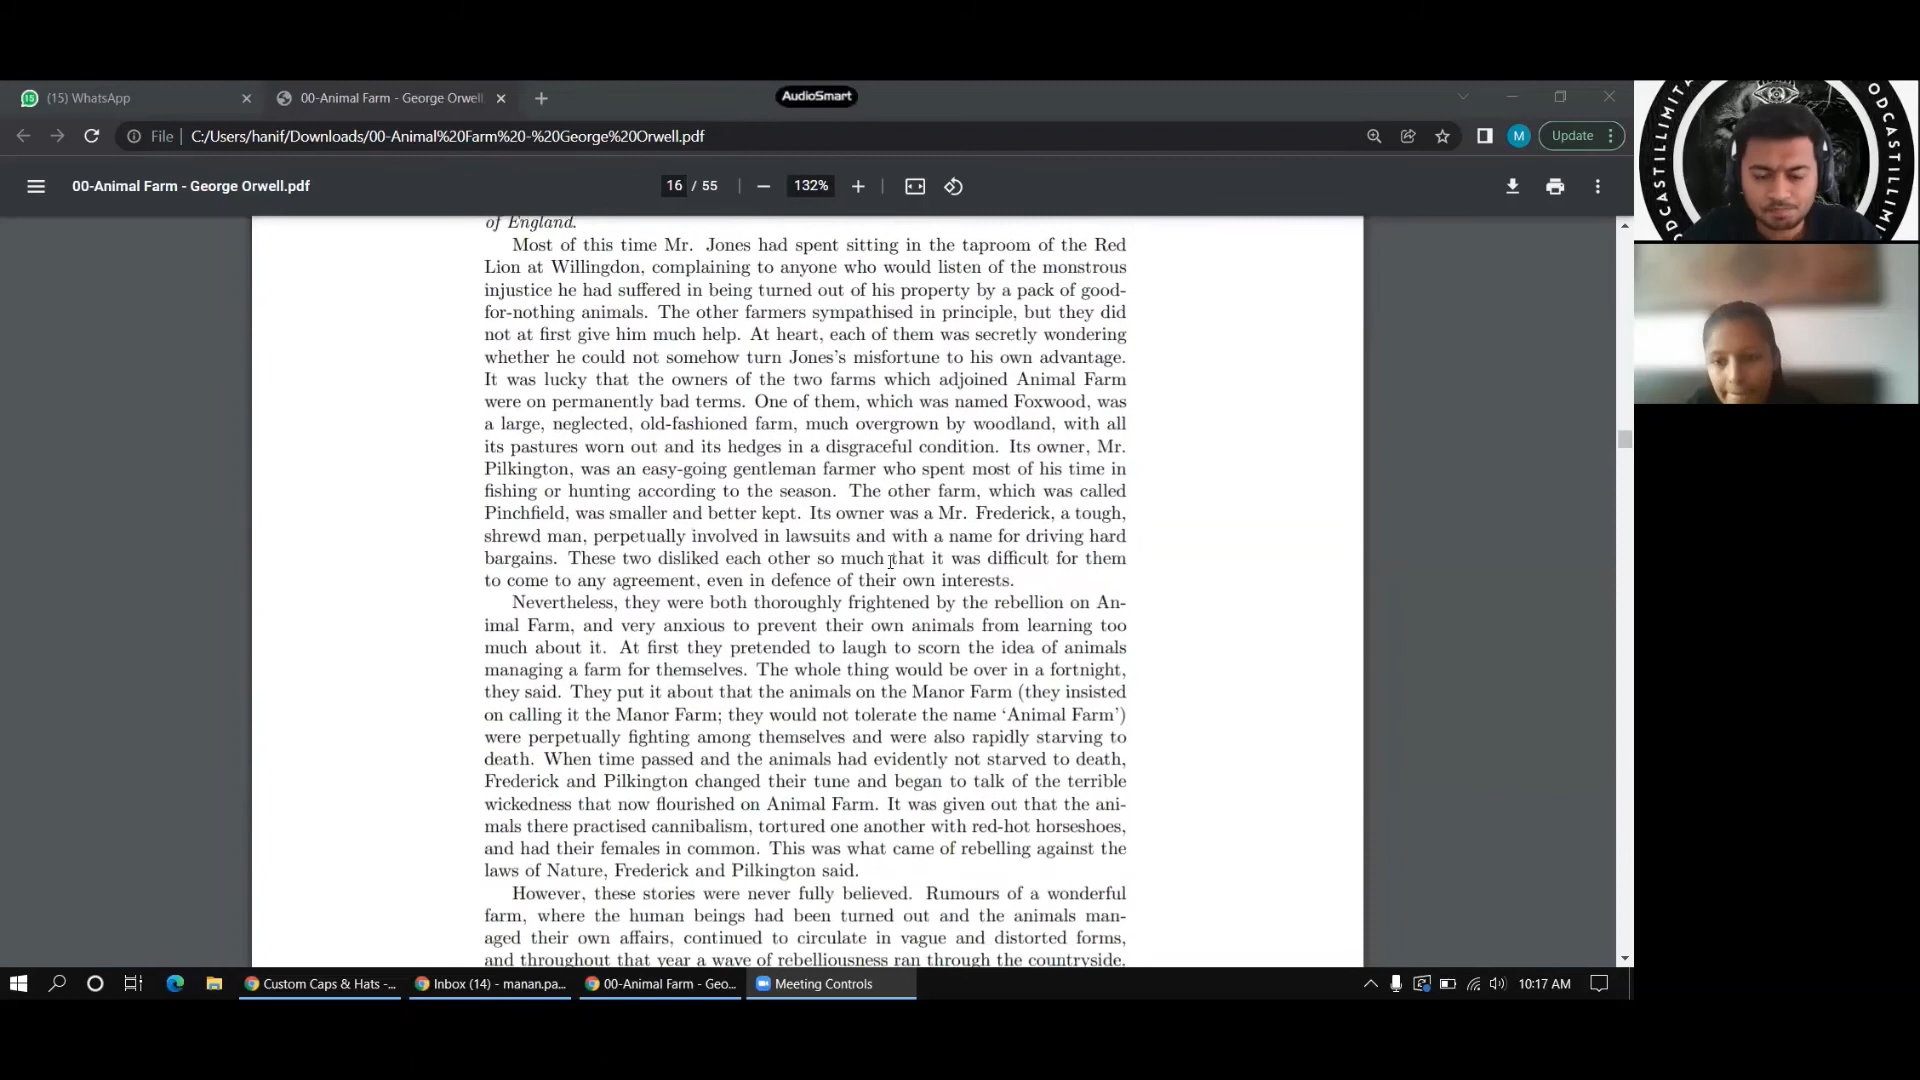 (15) WhatsApp
00-Animal Farm - George Orwell
AudioSmart
File
C:/Users/hanif/Downloads/00-Animal%20Farm%20-%20George%20Orwell.pdf
M
Update
00-Animal Farm - George Orwell.pdf
16 / 55
132%
of England.
Most of this time Mr. Jones had spent sitting in the taproom of the Red
Lion at Willingdon, complaining to anyone who would listen of the monstrous
injustice he had suffered in being turned out of his property by a pack of good-
for-nothing animals. The other farmers sympathised in principle, but they did
not at first give him much help. At heart, each of them was secretly wondering
whether he could not somehow turn Jones's misfortune to his own advantage.
It was lucky that the owners of the two farms which adjoined Animal Farm
were on permanently bad terms. One of them, which was named Foxwood, was
a large, neglected, old-fashioned farm, much overgrown by woodland, with all
its pastures worn out and its hedges in a disgraceful condition. Its owner, Mr.
Pilkington, was an easy-going gentleman farmer who spent most of his time in
fishing or hunting according to the season. The other farm, which was called
Pinchfield, was smaller and better kept. Its owner was a Mr. Frederick, a tough,
shrewd man, perpetually involved in lawsuits and with a name for driving hard
bargains. These two disliked each other so much that it was difficult for them
to come to any agreement, even in defence of their own interests.
Nevertheless, they were both thoroughly frightened by the rebellion on An-
imal Farm, and very anxious to prevent their own animals from learning too
much about it. At first they pretended to laugh to scorn the idea of animals
managing a farm for themselves. The whole thing would be over in a fortnight,
they said. They put it about that the animals on the Manor Farm (they insisted
on calling it the Manor Farm; they would not tolerate the name ‘Animal Farm’)
were perpetually fighting among themselves and were also rapidly starving to
death. When time passed and the animals had evidently not starved to death,
Frederick and Pilkington changed their tune and began to talk of the terrible
wickedness that now flourished on Animal Farm. It was given out that the ani-
mals there practised cannibalism, tortured one another with red-hot horseshoes,
and had their females in common. This was what came of rebelling against the
laws of Nature, Frederick and Pilkington said.
However, these stories were never fully believed. Rumours of a wonderful
farm, where the human beings had been turned out and the animals man-
aged their own affairs, continued to circulate in vague and distorted forms,
and throughout that year a wave of rebelliousness ran through the countryside.
Custom Caps & Hats -...
Inbox (14) - manan.pa...
00-Animal Farm - Geo...
Meeting Controls
10:17 AM